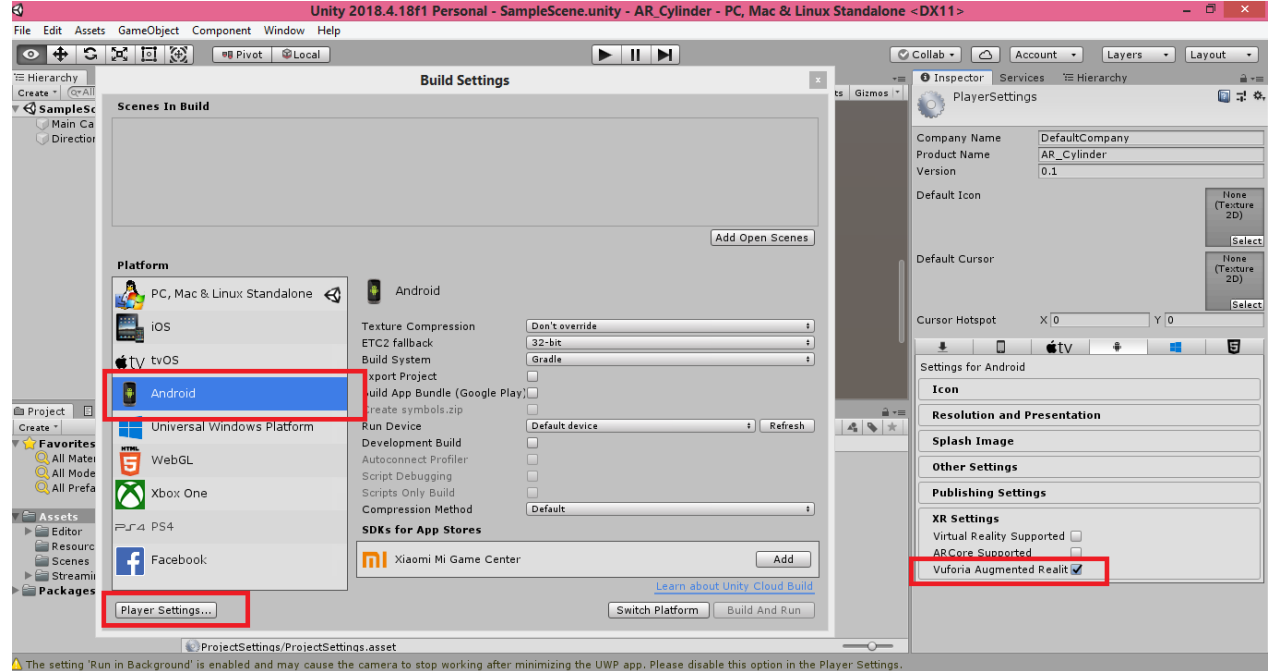 Unity 2018.4.18f1 Personal - SampleScene.unity - AR_Cylinder - PC, Mac & Linux Standalone <DX11>
File Edit Assets GameObject Component Window Help
Pivot Local Collab Account Layers Layout
Hierarchy
Create All
SampleSc
Main Ca
Direction
Build Settings
Scenes In Build
Add Open Scenes
Platform
PC, Mac & Linux Standalone
iOS
tvOS
Android
Universal Windows Platform
WebGL
Xbox One
PS4
Facebook
Player Settings...
Android
Texture Compression Don't override
ETC2 fallback 32-bit
Build System Gradle
Export Project
Build App Bundle (Google Play)
Create symbols.zip
Run Device Default device Refresh
Development Build
Autoconnect Profiler
Script Debugging
Scripts Only Build
Compression Method Default
SDKs for App Stores
Xiaomi Mi Game Center Add
Learn about Unity Cloud Build
Switch Platform Build And Run
ts Gizmos
Project
Create
Favorites
All Mater
All Mode
All Prefa
Assets
Editor
Resourc
Scenes
Streamin
Packages
ProjectSettings/ProjectSettings.asset
Inspector Services Hierarchy
PlayerSettings
Company Name DefaultCompany
Product Name AR_Cylinder
Version 0.1
Default Icon
None
(Texture
2D)
Select
Default Cursor
None
(Texture
2D)
Select
Cursor Hotspot X 0 Y 0
tv
Settings for Android
Icon
Resolution and Presentation
Splash Image
Other Settings
Publishing Settings
XR Settings
Virtual Reality Supported
ARCore Supported
Vuforia Augmented Realit
The setting 'Run in Background' is enabled and may cause the camera to stop working after minimizing the UWP app. Please disable this option in the Player Settings.